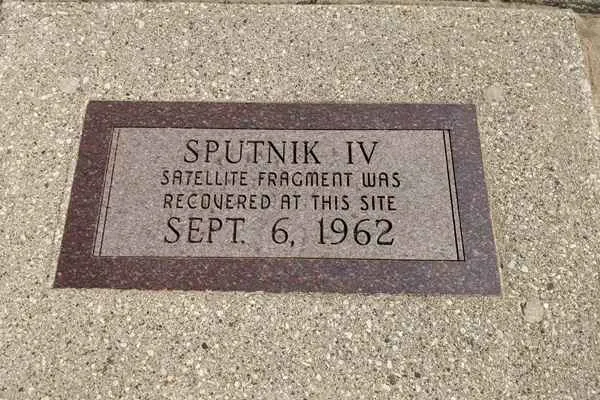 SPUTNIK IV
SATELLITE FRAGMENT WAS
RECOVERED AT THIS SITE
SEPT. 6, 1962